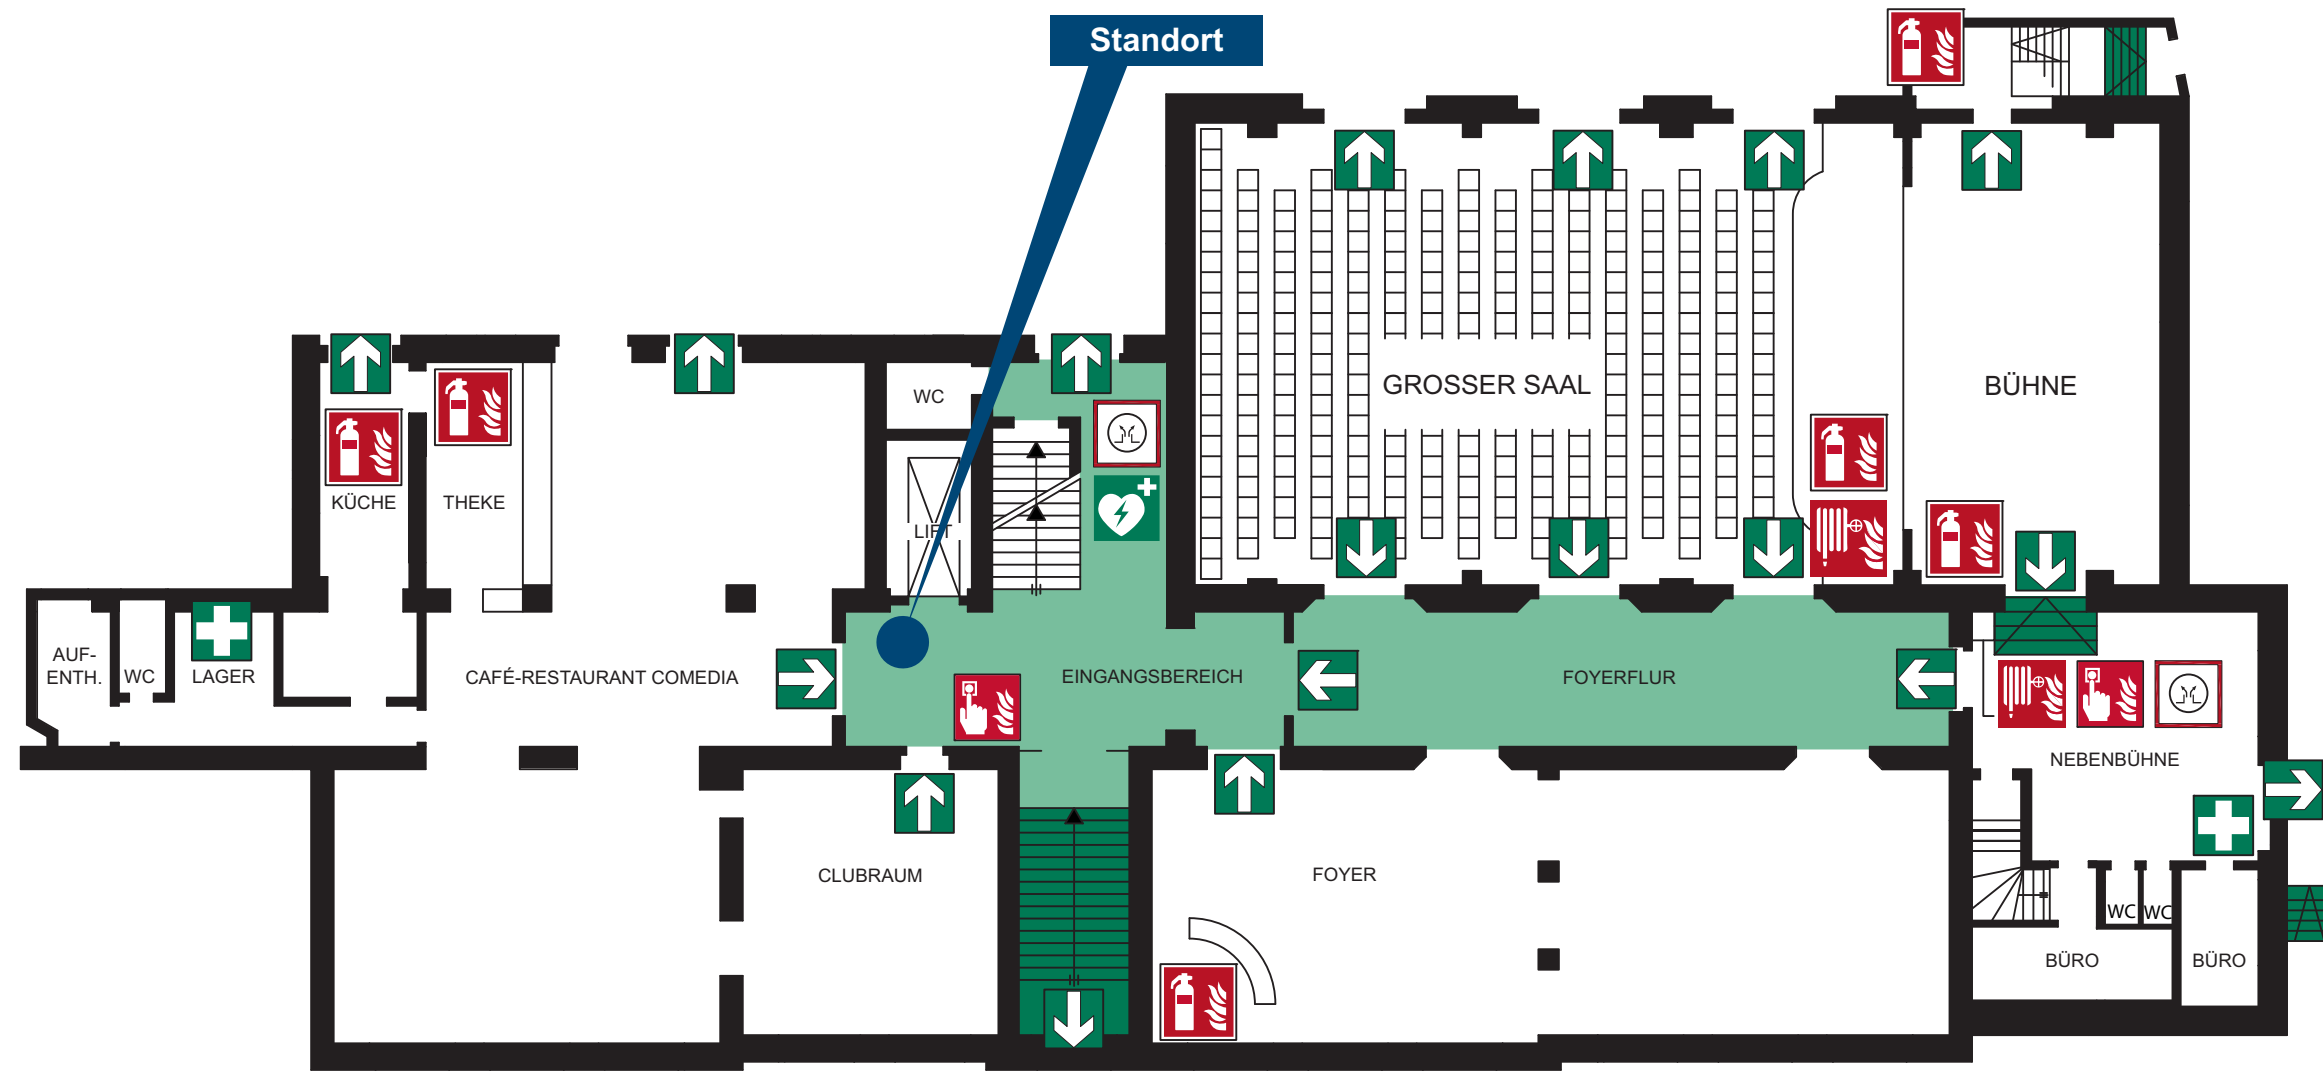 Standort
GROSSER SAAL
BÜHNE
WC
KÜCHE
THEKE
LIFT
AUF-
ENTH.
WC
LAGER
CAFÉ-RESTAURANT COMEDIA
EINGANGSBEREICH
FOYERFLUR
NEBENBÜHNE
CLUBRAUM
FOYER
WC
WC
BÜRO
BÜRO